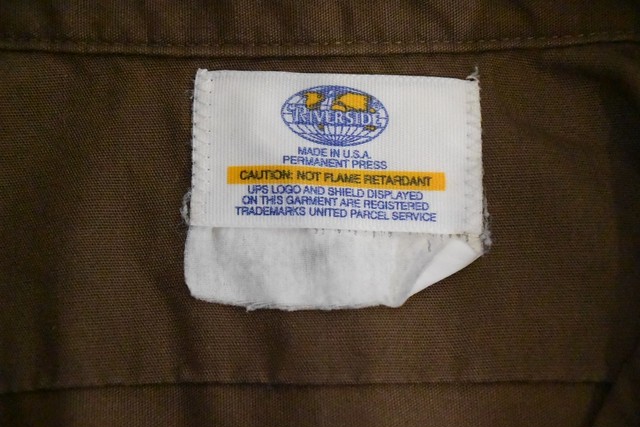 RIVERSIDE
MADE IN U.S.A.
PERMANENT PRESS
CAUTION: NOT FLAME RETARDANT
UPS LOGO AND SHIELD DISPLAYED
ON THIS GARMENT ARE REGISTERED
TRADEMARKS UNITED PARCEL SERVICE